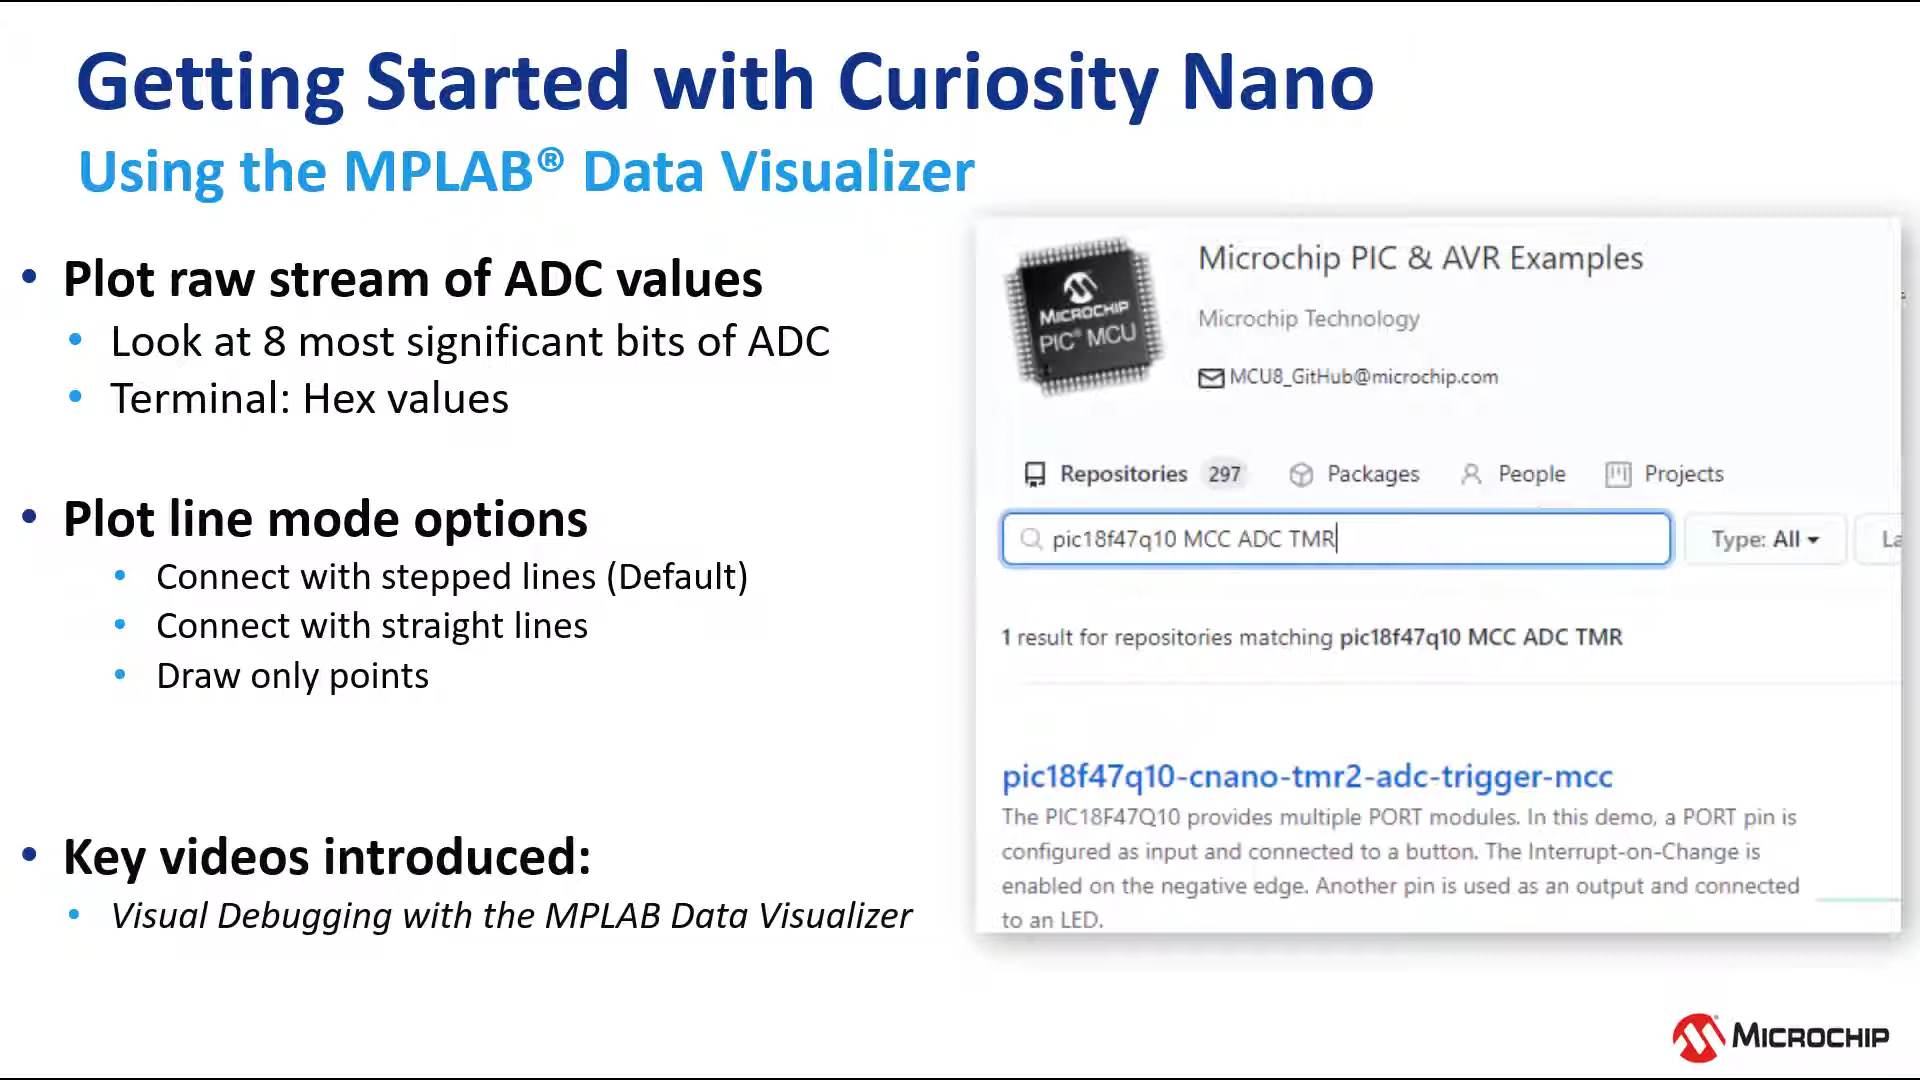 Getting Started with Curiosity Nano
Using the MPLAB® Data Visualizer
• Plot raw stream of ADC values
• Look at 8 most significant bits of ADC
• Terminal: Hex values
• Plot line mode options
• Connect with stepped lines (Default)
• Connect with straight lines
• Draw only points
• Key videos introduced:
• Visual Debugging with the MPLAB Data Visualizer
MICROCHIP
PIC® MCU
Microchip PIC & AVR Examples
Microchip Technology
MCU8_GitHub@microchip.com
Repositories 297 Packages People Projects
pic18f47q10 MCC ADC TMR
Type: All
La
1 result for repositories matching pic18f47q10 MCC ADC TMR
pic18f47q10-cnano-tmr2-adc-trigger-mcc
The PIC18F47Q10 provides multiple PORT modules. In this demo, a PORT pin is
configured as input and connected to a button. The Interrupt-on-Change is
enabled on the negative edge. Another pin is used as an output and connected
to an LED.
MICROCHIP